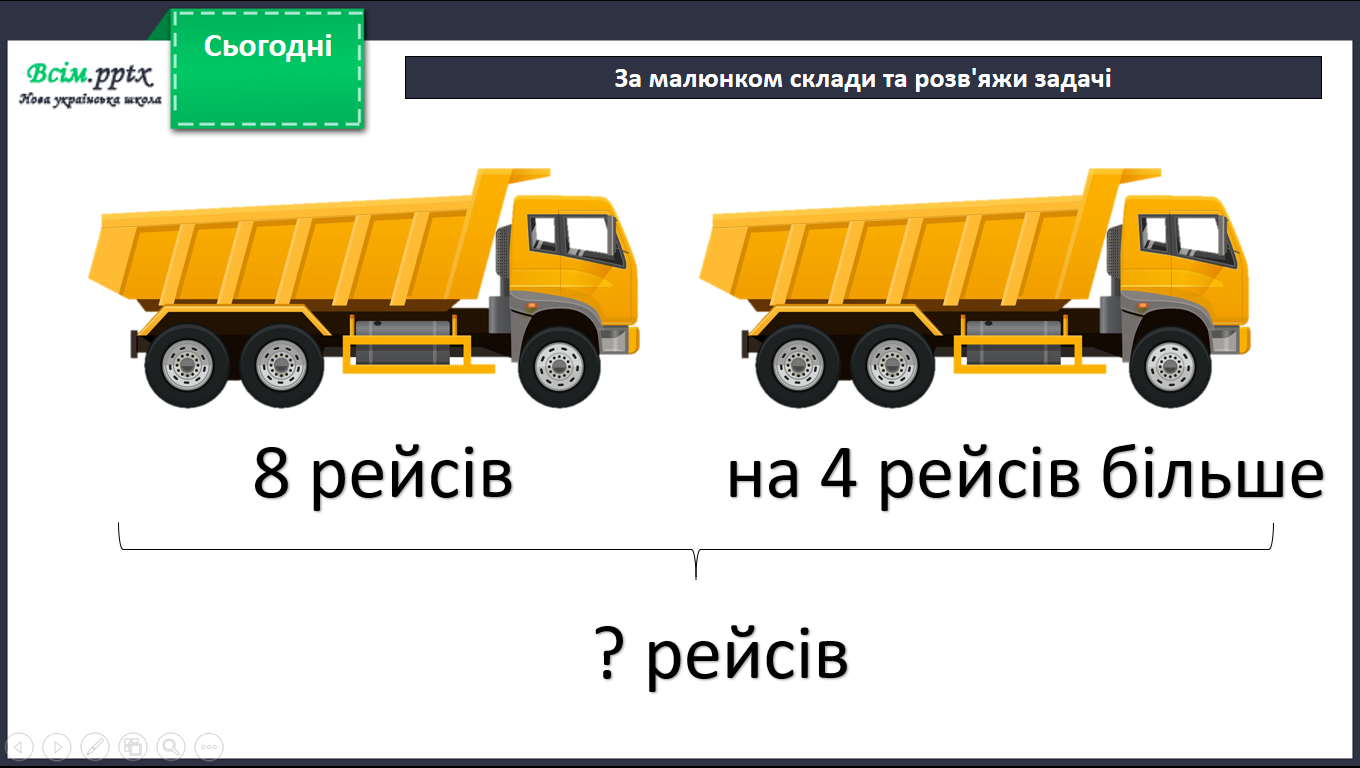 Сьогодні
Всім.pptx
Нова українська школа
За малюнком склади та розв'яжи задачі
8 рейсів
на 4 рейсів більше
? рейсів